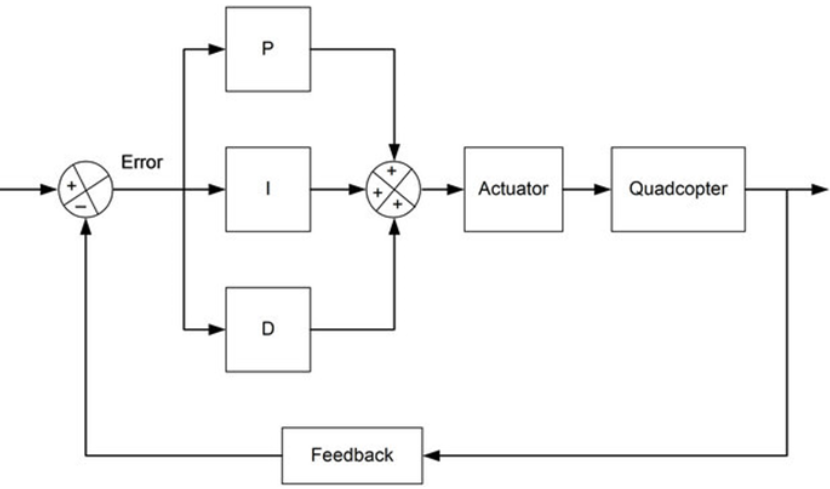 P
Error
+
−
I
+
+
+
Actuator
Quadcopter
D
Feedback